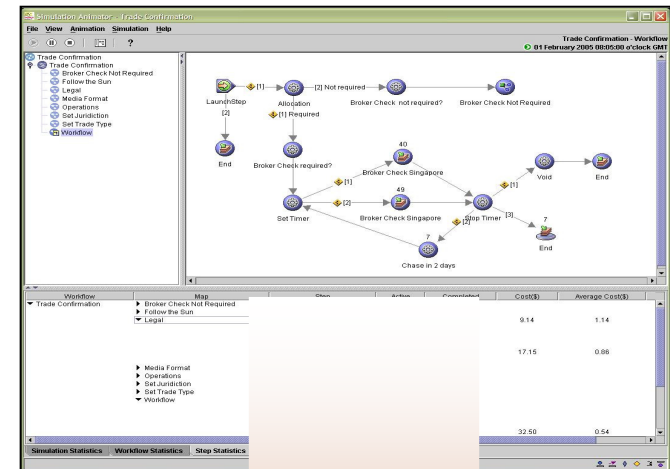 Simulation Animator - Trade Confirmation
File View Animation Simulation Help
?
Trade Confirmation - Workflow
01 February 2005 08:05:00 o'clock GMT
Trade Confirmation
Trade Confirmation
Broker Check Not Required
Follow the Sun
Legal
Media Format
Operations
Set Juridiction
Set Trade Type
Workflow
[1]
[2] Not required
LaunchStep
Allocation
Broker Check not required?
Broker Check Not Required
[2]
[1] Required
End
Broker Check required?
40
[1]
Broker Check Singapore
[1]
Void
End
49
[2]
Set Timer
Broker Check Singapore
Stop Timer
[2]
[3]
7
End
7
Chase in 2 days
Workflow Map Step Active Completed Cost($) Average Cost($)
Trade Confirmation Broker Check Not Required
Follow the Sun
Legal 9.14 1.14
17.15 0.86
Media Format
Operations
Set Juridiction
Set Trade Type
Workflow
32.50 0.54
Simulation Statistics Workflow Statistics Step Statistics